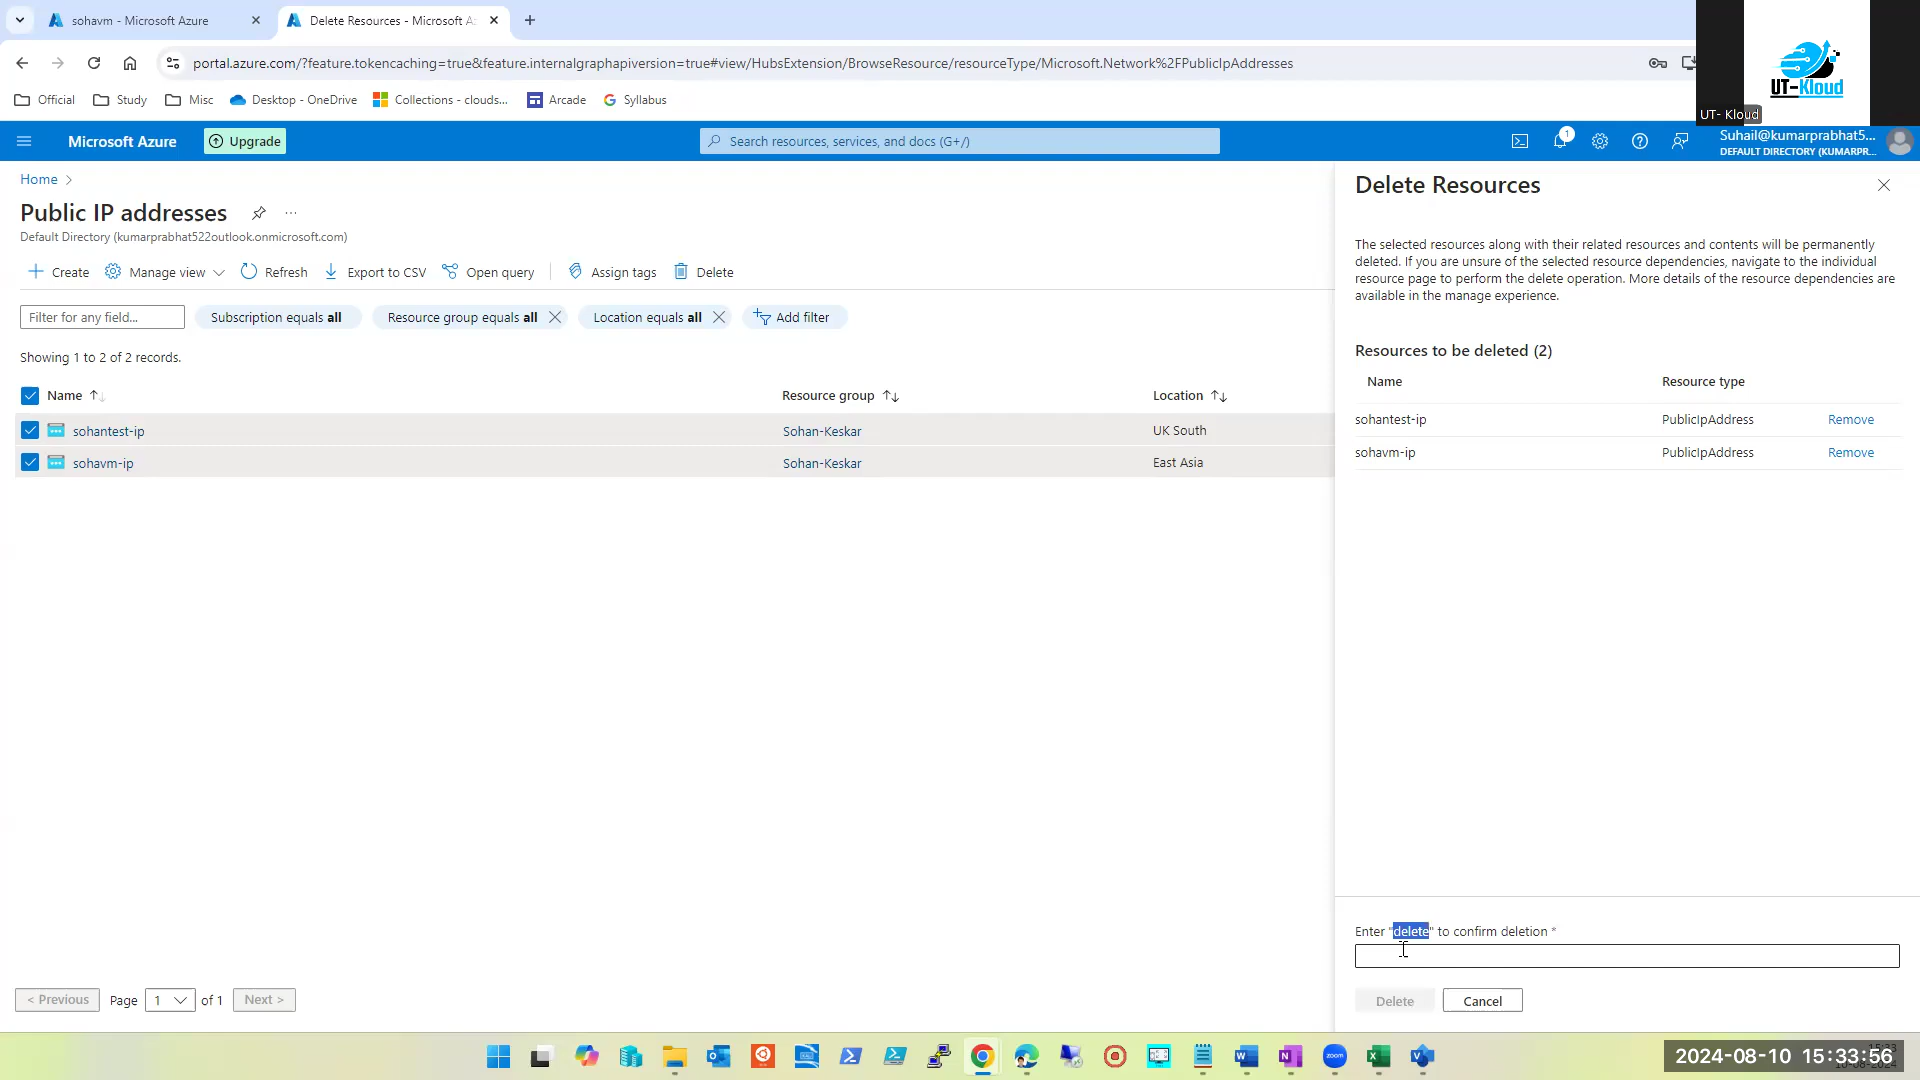 sohavm - Microsoft Azure
Delete Resources - Microsoft A
portal.azure.com/?feature.tokencaching=true&feature.internalgraphapiversion=true#view/HubsExtension/BrowseResource/resourceType/Microsoft.Network%2FPublicIpAddresses
Official
Study
Misc
Desktop - OneDrive
Collections - clouds...
Arcade
Syllabus
UT-Kloud
UT- Kloud
Microsoft Azure
Upgrade
Search resources, services, and docs (G+/)
1
Suhail@kumarprabhat5...
DEFAULT DIRECTORY (KUMARPR...
Home
Public IP addresses
Default Directory (kumarprabhat522outlook.onmicrosoft.com)
Create
Manage view
Refresh
Export to CSV
Open query
Assign tags
Delete
Filter for any field...
Subscription equals all
Resource group equals all
Location equals all
Add filter
Showing 1 to 2 of 2 records.
Name
Resource group
Location
sohantest-ip
Sohan-Keskar
UK South
sohavm-ip
Sohan-Keskar
East Asia
< Previous
Page
1
of 1
Next >
Delete Resources
The selected resources along with their related resources and contents will be permanently
deleted. If you are unsure of the selected resource dependencies, navigate to the individual
resource page to perform the delete operation. More details of the resource dependencies are
available in the manage experience.
Resources to be deleted (2)
Name
Resource type
sohantest-ip
PublicIpAddress
Remove
sohavm-ip
PublicIpAddress
Remove
Enter "delete" to confirm deletion *
Delete
Cancel
zoom
2024-08-10 15:33:56